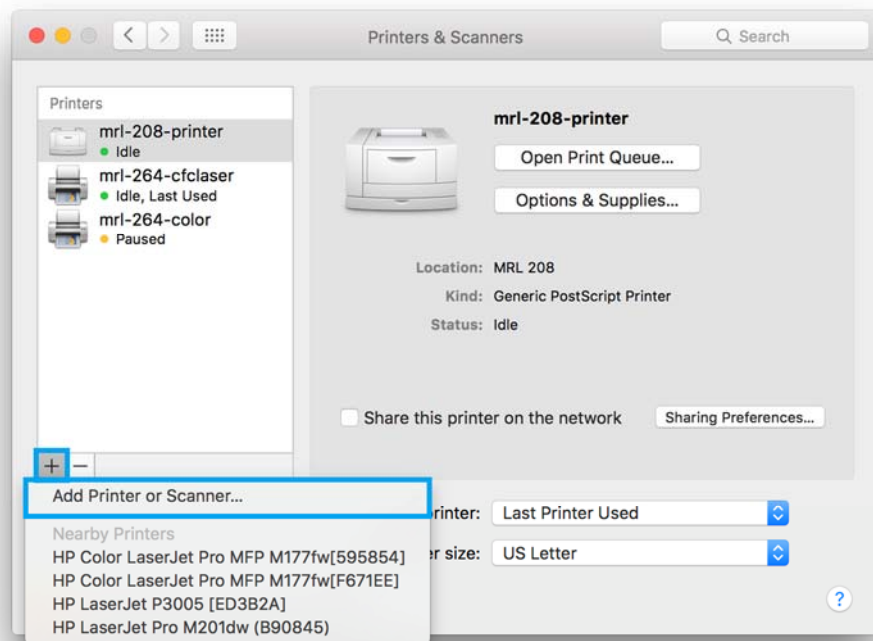 Printers & Scanners
Search
Printers
mrl-208-printer
Idle
mrl-264-cfclaser
Idle, Last Used
mrl-264-color
Paused
+ −
mrl-208-printer
Open Print Queue...
Options & Supplies...
Location: MRL 208
Kind: Generic PostScript Printer
Status: Idle
Share this printer on the network
Sharing Preferences...
Add Printer or Scanner...
Nearby Printers
HP Color LaserJet Pro MFP M177fw[595854]
HP Color LaserJet Pro MFP M177fw[F671EE]
HP LaserJet P3005 [ED3B2A]
HP LaserJet Pro M201dw (B90845)
Last Printer Used
size: US Letter
?